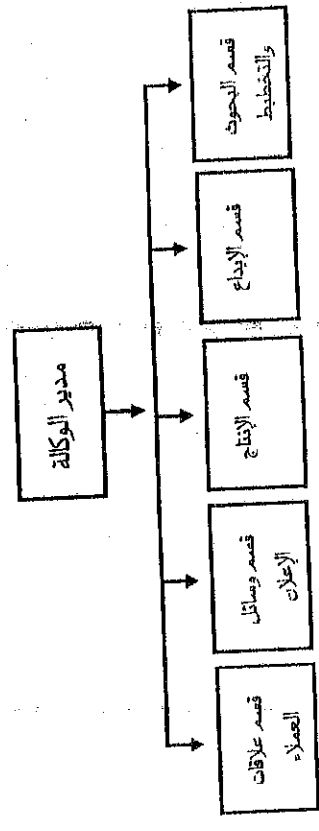 مدير الوكالة
قسم البحوث
والتخطيط
قسم الإبداع
قسم الإنتاج
قسم وسائل
الإعلان
قسم علاقات
العملاء